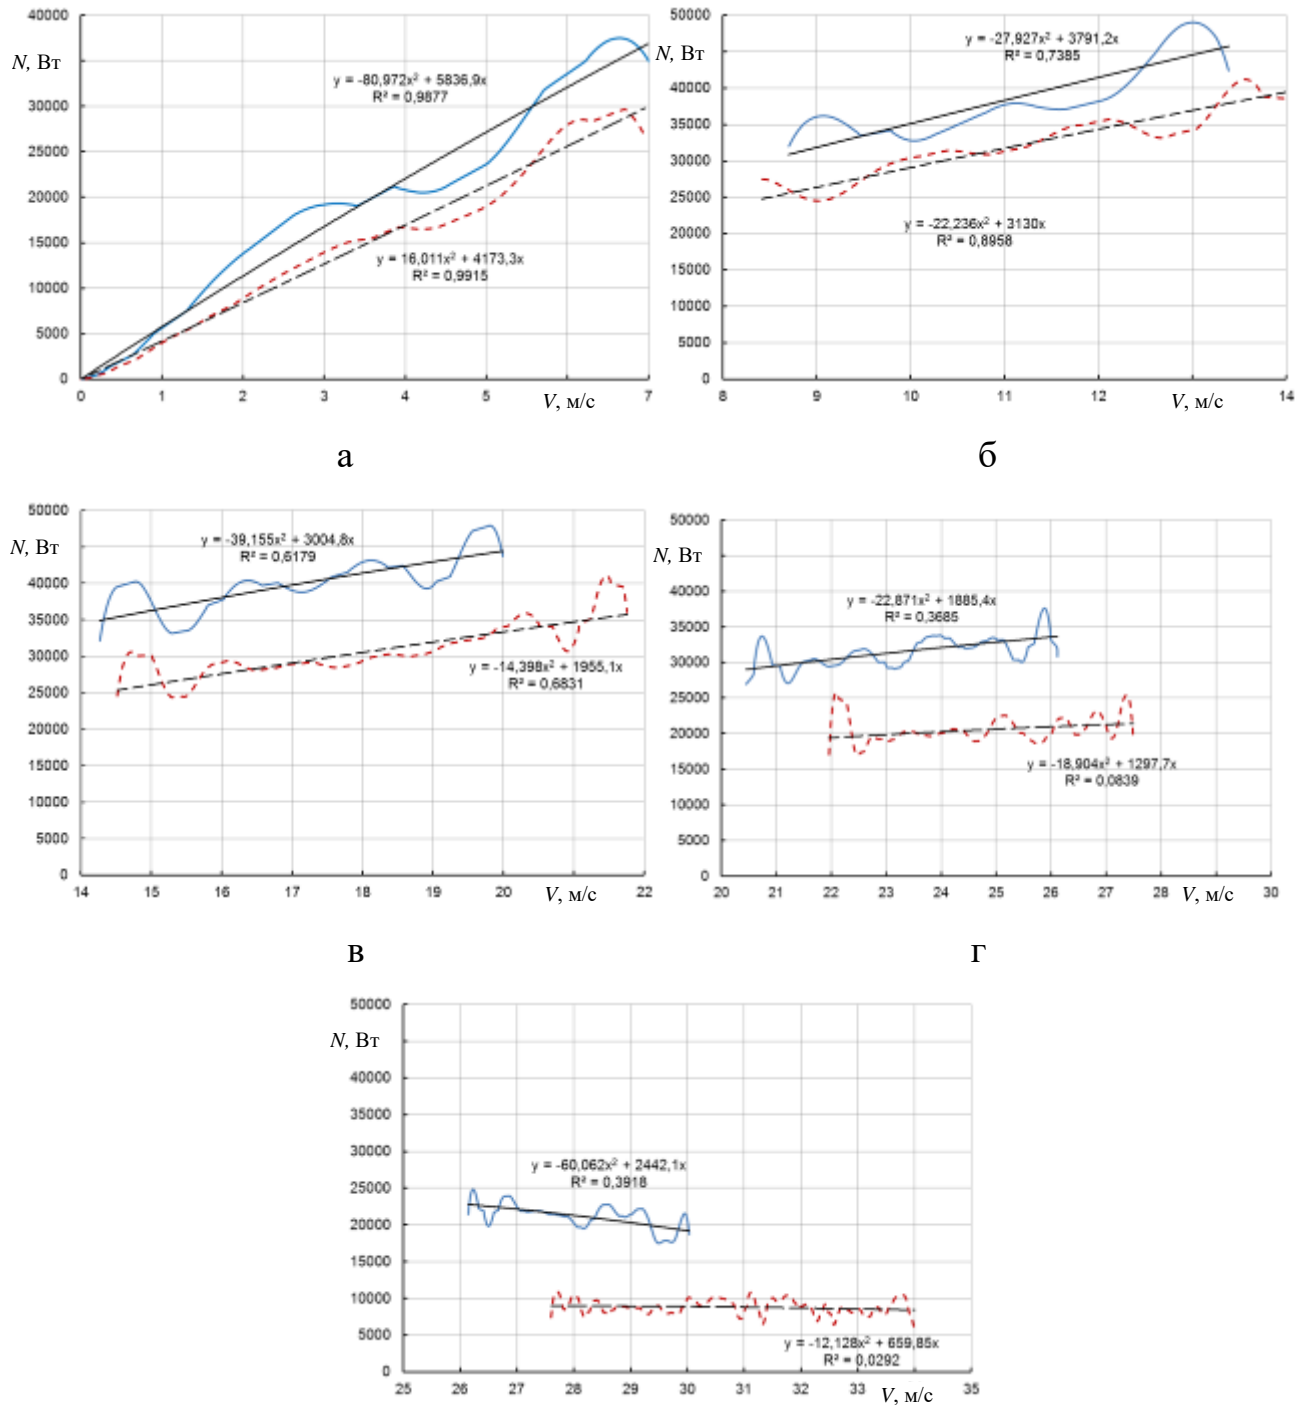 40000
N, Вт
35000
y = -80,972x² + 5836,9x
R² = 0,9877
30000
25000
20000
15000
y = 16,011x² + 4173,3x
R² = 0,9915
10000
5000
0
0 1 2 3 4 5 6 7
V, м/с
а
50000
N, Вт
45000
y = -27,927x² + 3791,2x
R² = 0,7385
40000
35000
30000
25000
y = -22,236x² + 3130x
R² = 0,8958
20000
15000
10000
5000
0
8 9 10 11 12 13 14
V, м/с
б
50000
N, Вт
45000
y = -39,155x² + 3004,8x
R² = 0,6179
40000
35000
30000
y = -14,398x² + 1955,1x
R² = 0,6831
25000
20000
15000
10000
5000
0
14 15 16 17 18 19 20 21 22
V, м/с
в
50000
N, Вт
45000
40000
y = -22,871x² + 1885,4x
R² = 0,3685
35000
30000
25000
20000
y = -18,904x² + 1297,7x
R² = 0,0839
15000
10000
5000
0
20 21 22 23 24 25 26 27 28 29 30
V, м/с
г
50000
N, Вт
45000
40000
35000
30000
y = -60,062x² + 2442,1x
R² = 0,3918
25000
20000
15000
10000
5000
y = -12,128x² + 659,85x
R² = 0,0292
0
25 26 27 28 29 30 31 32 33 34 35
V, м/с